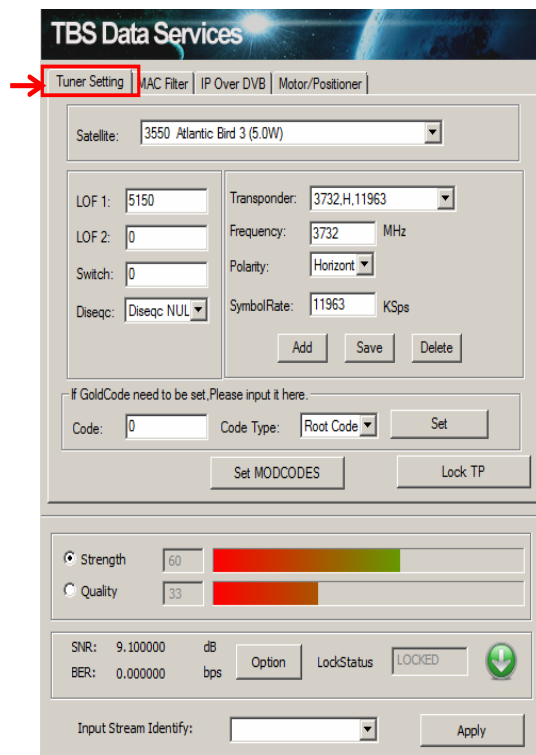 TBS Data Services
Tuner Setting MAC Filter IP Over DVB Motor/Positioner
Satellite: 3550 Atlantic Bird 3 (5.0W)
LOF 1: 5150
LOF 2: 0
Switch: 0
Diseqc: Diseqc NUL
Transponder: 3732,H,11963
Frequency: 3732 MHz
Polarity: Horizont
SymbolRate: 11963 KSps
Add Save Delete
If GoldCode need to be set,Please input it here.
Code: 0 Code Type: Root Code Set
Set MODCODES Lock TP
Strength 60
Quality 33
SNR: 9.100000 dB
BER: 0.000000 bps
Option LockStatus LOCKED
Input Stream Identify: Apply